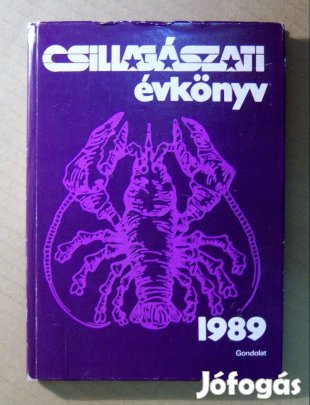 CSILLAGÁSZATI
évkönyv
1989
Gondolat
Jófogás